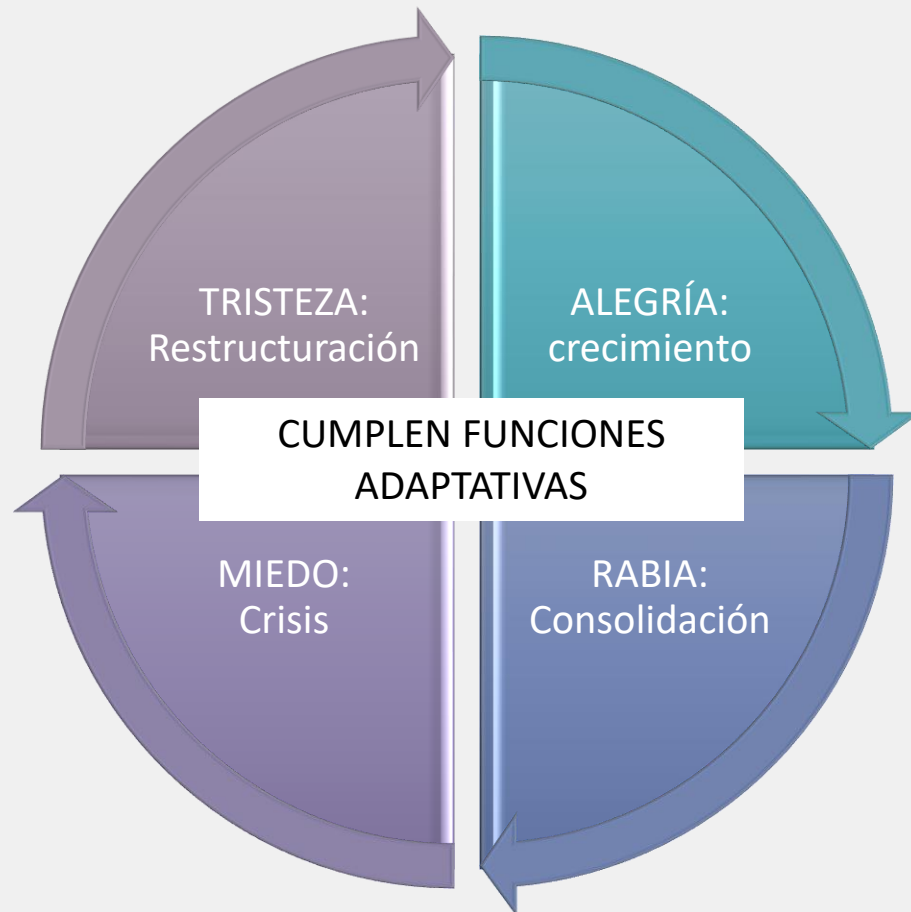 TRISTEZA:
Restructuración
ALEGRÍA:
crecimiento
CUMPLEN FUNCIONES
ADAPTATIVAS
MIEDO:
Crisis
RABIA:
Consolidación